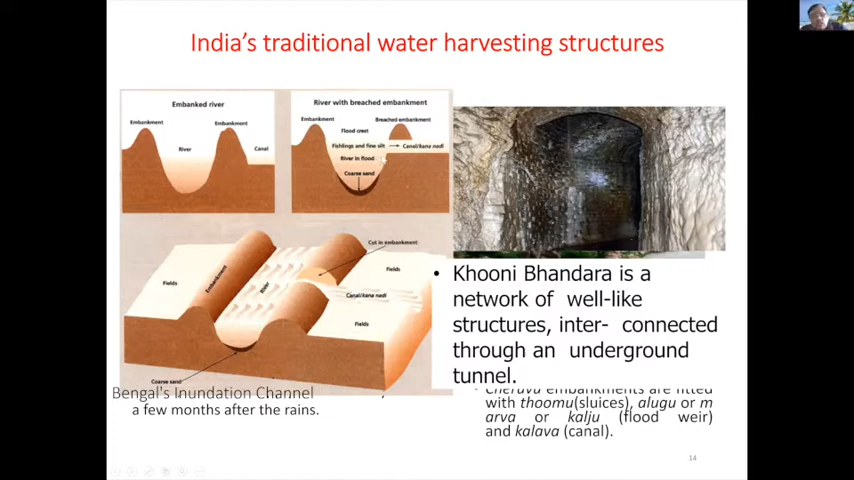 India's traditional water harvesting structures
Embanked river
Embankment
Embankment
River
Canal
River with breached embankment
Embankment
Breached embankment
Flood crest
Fishlings and fine silt
Canal/kana nadi
River in flood
Coarse sand
Cut in embankment
Fields
Embankment
River
Fields
Canal/kana nadi
Fields
Coarse sand
Bengal's Inundation Channel
a few months after the rains.
• Khooni Bhandara is a
network of well-like
structures, inter- connected
through an underground
tunnel.
Cheruvu embankments are fitted
with thoomu(sluices), alugu or m
arva or kalju (flood weir)
and kalava (canal).
14